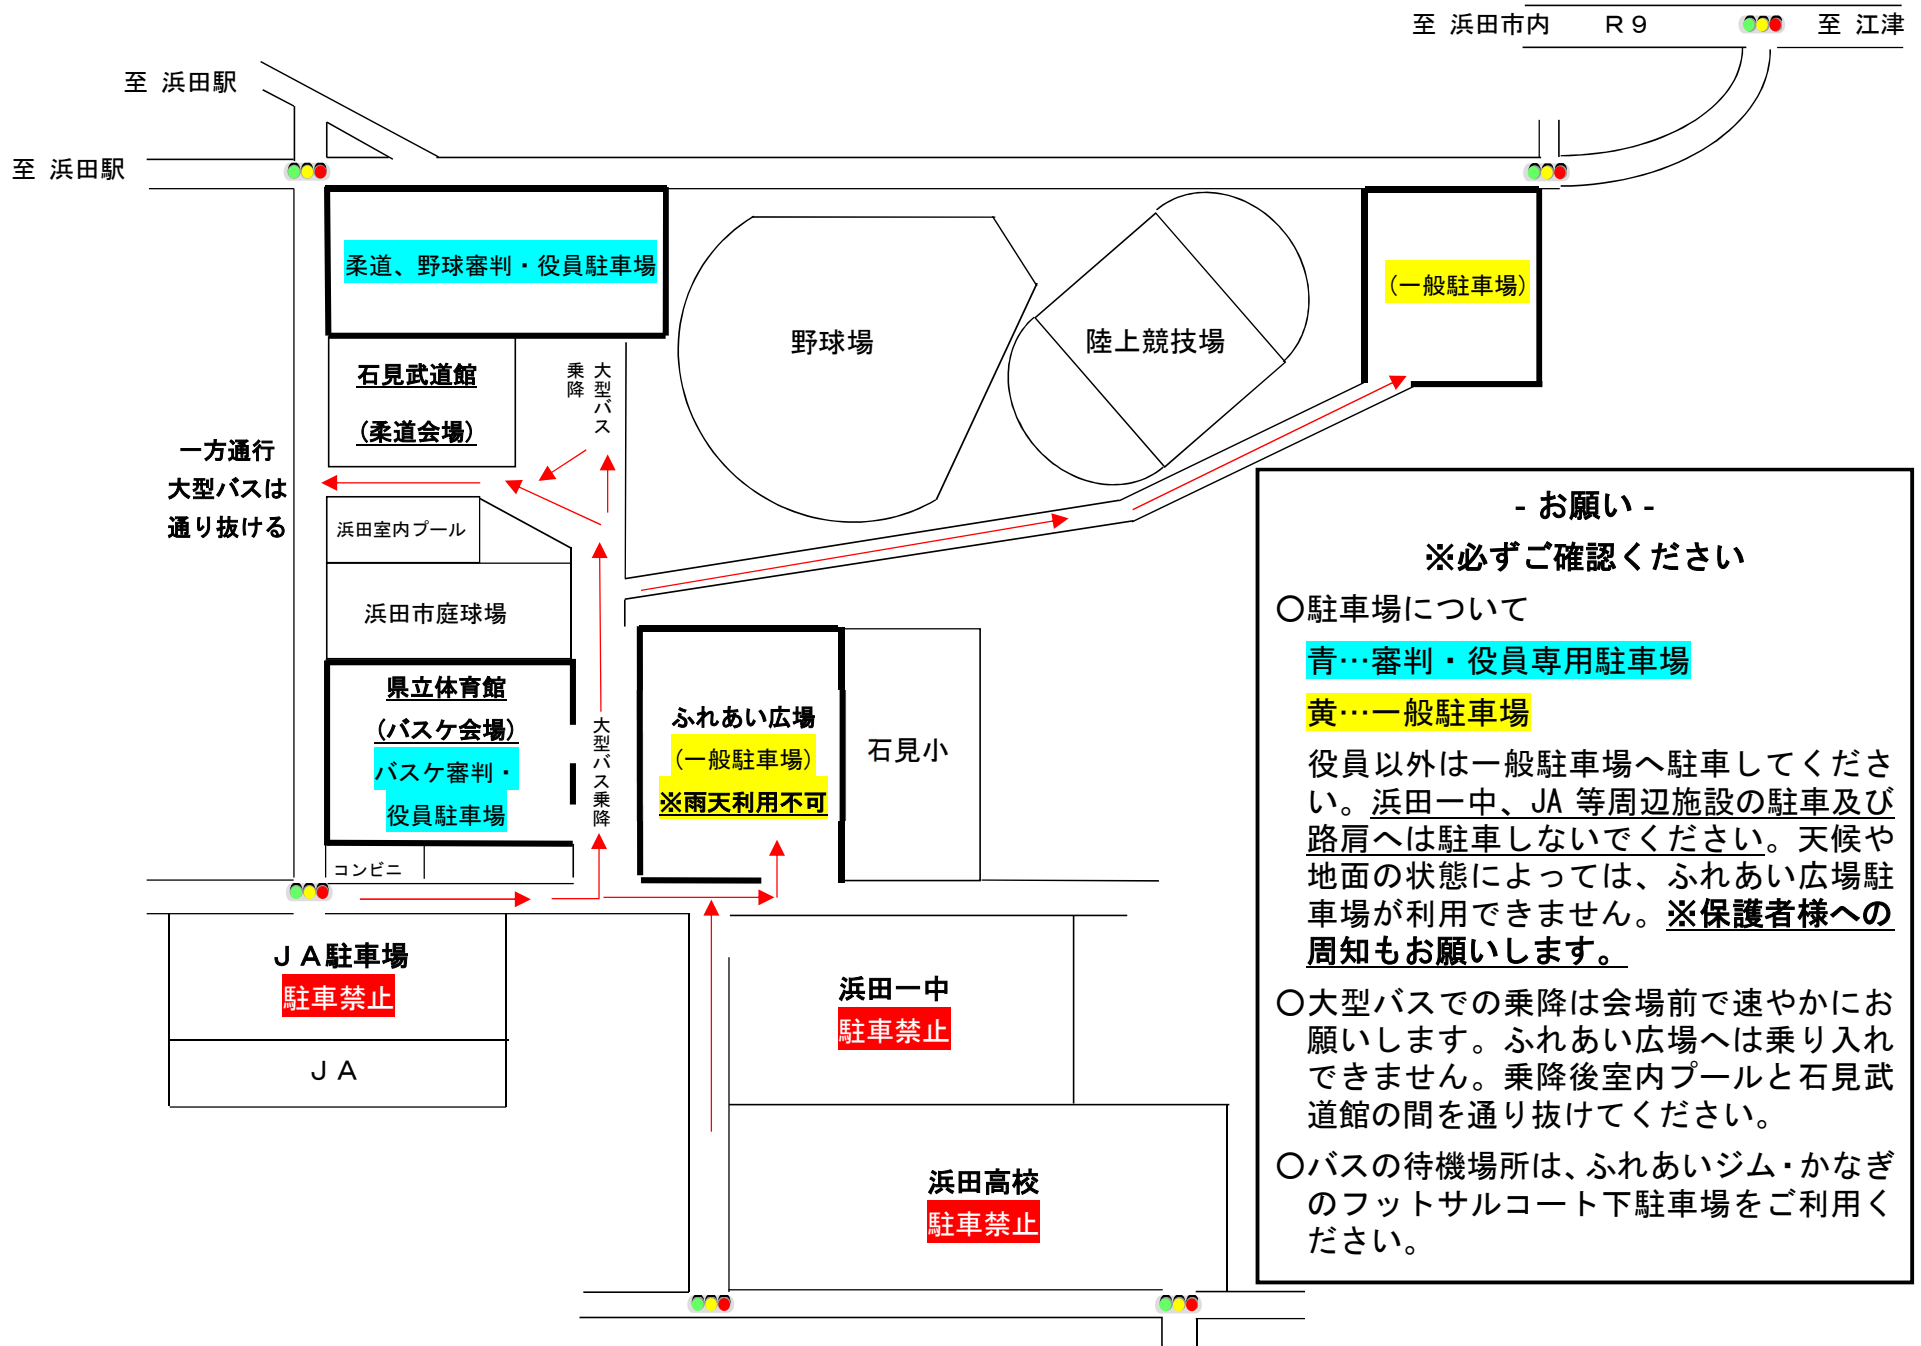 至 浜田市内 R9 至 江津
至 浜田駅
至 浜田駅
柔道、野球審判・役員駐車場
(一般駐車場)
野球場
陸上競技場
石見武道館
(柔道会場)
大型バス
乗降
一方通行
大型バスは
通り抜ける
浜田室内プール
浜田市庭球場
県立体育館
(バスケ会場)
バスケ審判・
役員駐車場
大型バス乗降
ふれあい広場
(一般駐車場)
※雨天利用不可
石見小
コンビニ
JA駐車場
駐車禁止
JA
浜田一中
駐車禁止
浜田高校
駐車禁止
- お願い -
※必ずご確認ください
〇駐車場について
青…審判・役員専用駐車場
黄…一般駐車場
役員以外は一般駐車場へ駐車してくださ
い。浜田一中、JA 等周辺施設の駐車及び
路肩へは駐車しないでください。天候や
地面の状態によっては、ふれあい広場駐
車場が利用できません。※保護者様への
周知もお願いします。
〇大型バスでの乗降は会場前で速やかにお
願いします。ふれあい広場へは乗り入れ
できません。乗降後室内プールと石見武
道館の間を通り抜けてください。
〇バスの待機場所は、ふれあいジム・かなぎ
のフットサルコート下駐車場をご利用く
ださい。